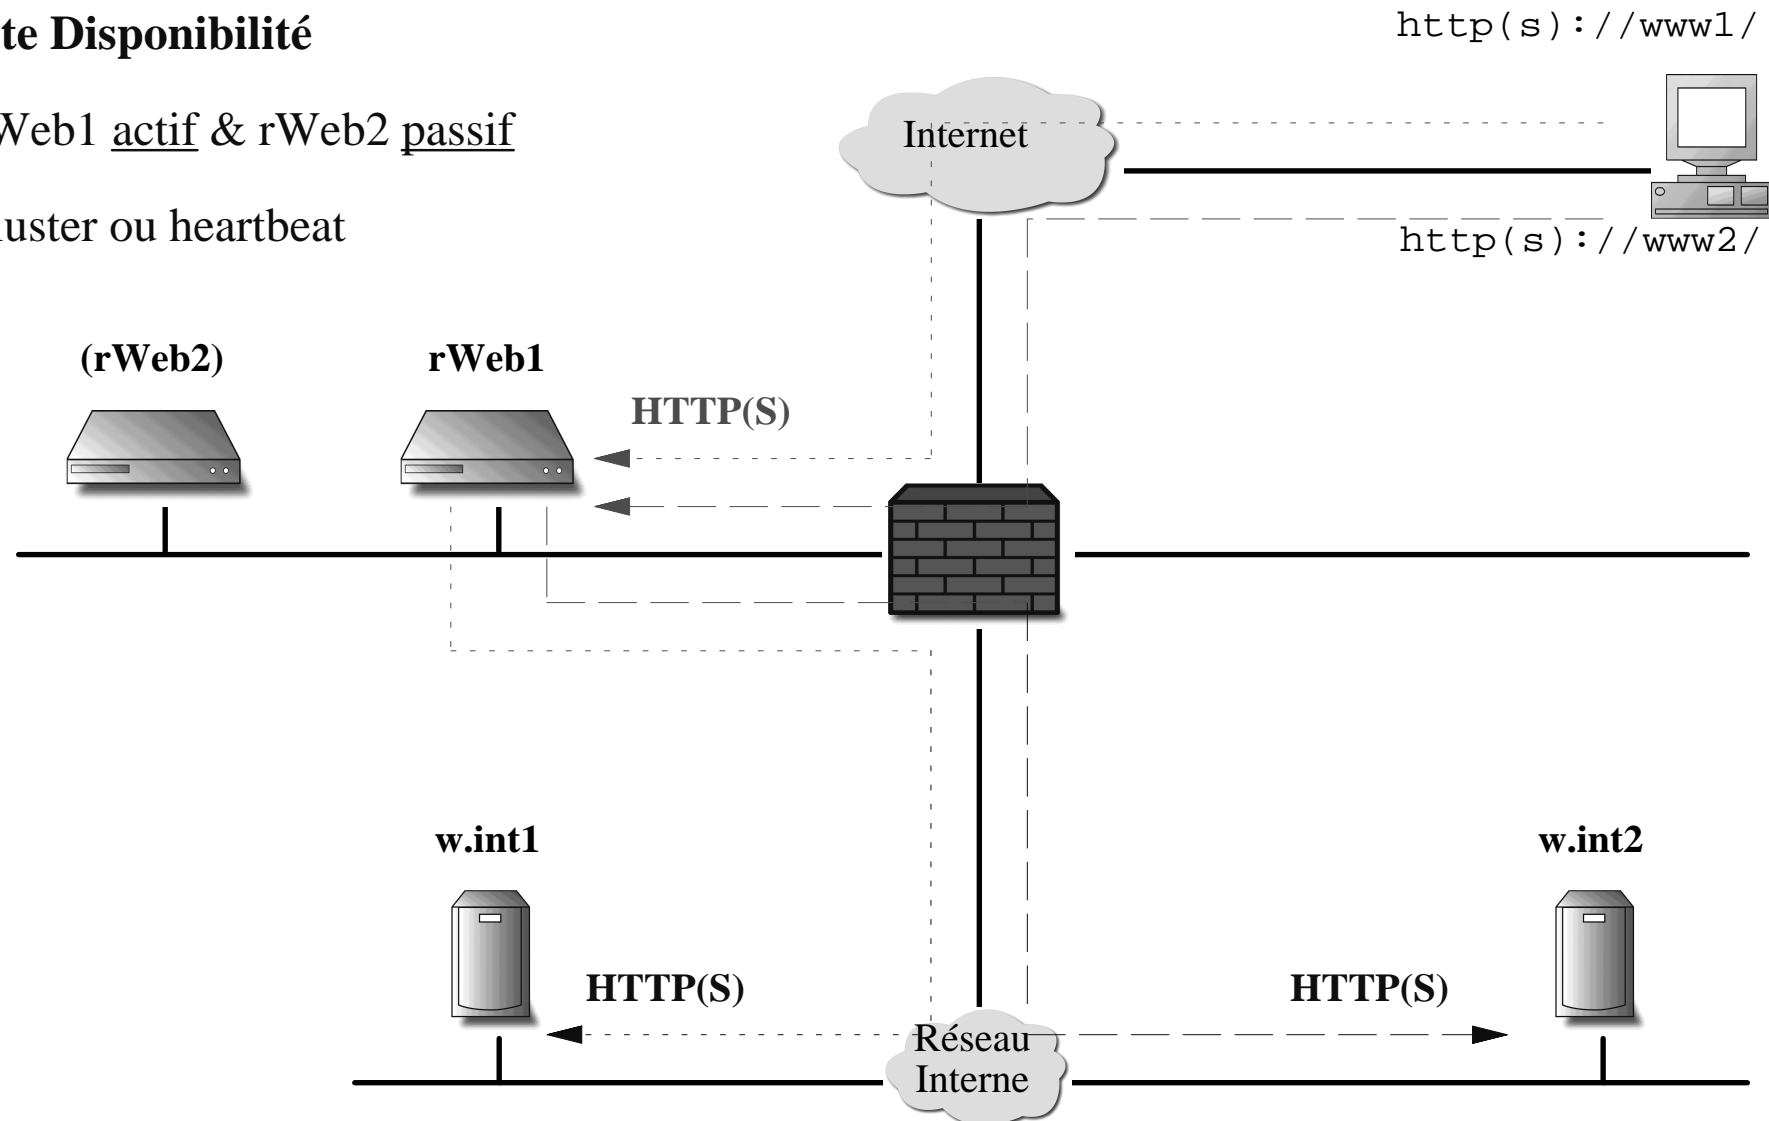 te Disponibilité
http(s)://www1/
Web1 actif & rWeb2 passif
Internet
luster ou heartbeat
http(s)://www2/
(rWeb2)
rWeb1
HTTP(S)
w.int1
w.int2
HTTP(S)
HTTP(S)
Réseau
Interne